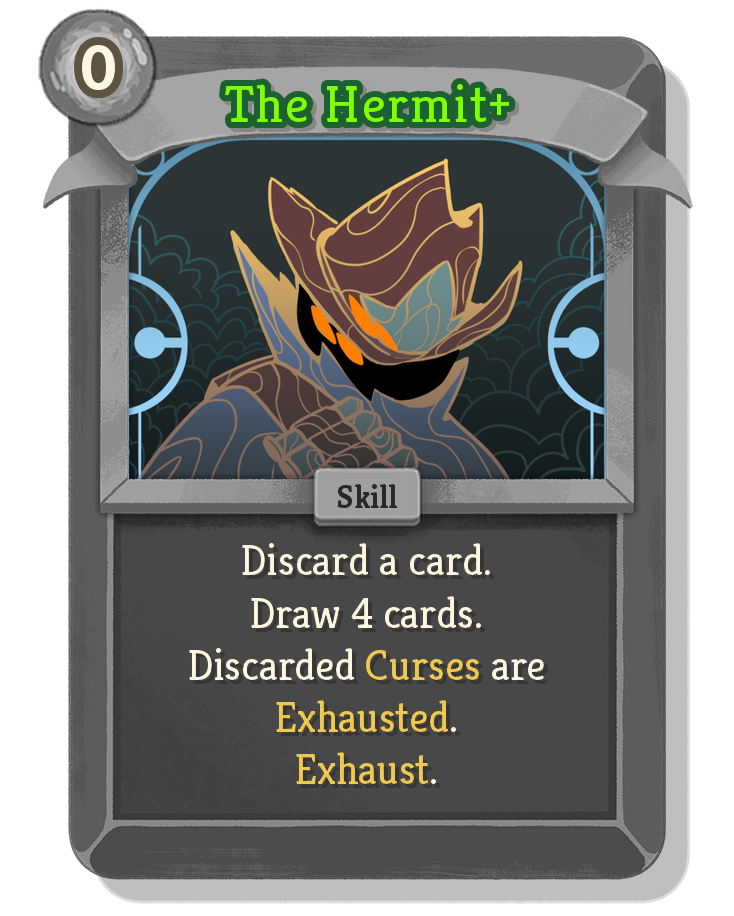 0
The Hermit+
Skill
Discard a card.
Draw 4 cards.
Discarded Curses are
Exhausted.
Exhaust.